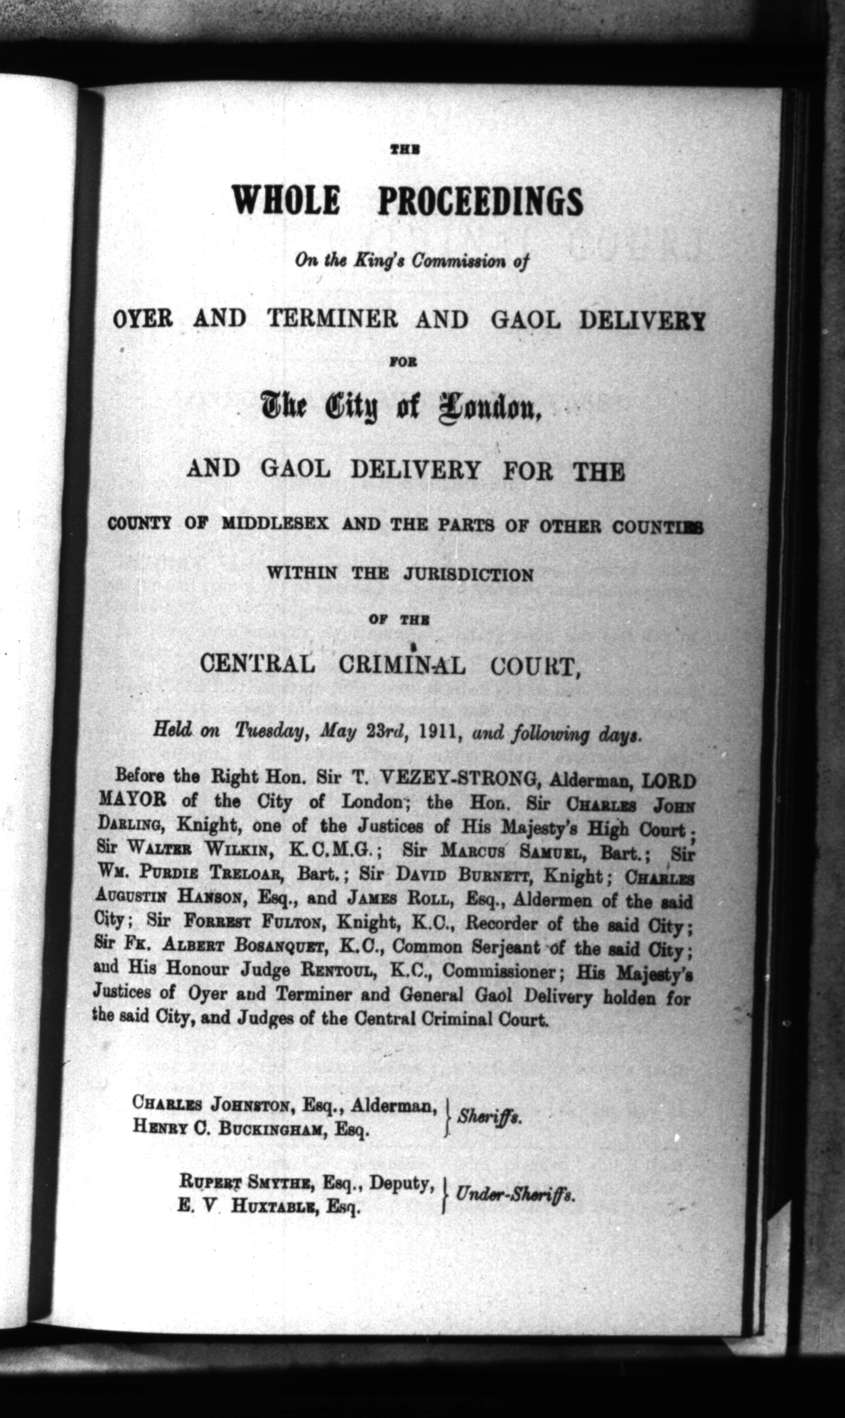 THE
WHOLE PROCEEDINGS
On the King's Commission of
OYER AND TERMINER AND GAOL DELIVERY
FOR
The City of London,
AND GAOL DELIVERY FOR THE
COUNTY OF MIDDLESEX AND THE PARTS OF OTHER COUNTIES
WITHIN THE JURISDICTION
OF THE
CENTRAL CRIMINAL COURT,
Held on Tuesday, May 23rd, 1911, and following days.
Before the Right Hon. Sir T. VEZEY-STRONG, Alderman, LORD
MAYOR of the City of London; the Hon. Sir CHARLES JOHN
DARLING, Knight, one of the Justices of His Majesty's High Court;
Sir WALTER WILKIN, K.C.M.G.; Sir MARCUS SAMUEL, Bart.; Sir
WM. PURDIE TRELOAR, Bart.; Sir DAVID BURNETT, Knight; CHARLES
AUGUSTIN HANSON, Esq., and JAMES ROLL, Esq., Aldermen of the said
City; Sir FORREST FULTON, Knight, K.C., Recorder of the said City;
Sir FK. ALBERT BOSANQUET, K.C., Common Serjeant of the said City;
and His Honour Judge RENTOUL, K.C., Commissioner; His Majesty's
Justices of Oyer and Terminer and General Gaol Delivery holden for
the said City, and Judges of the Central Criminal Court.
CHARLES JOHNSTON, Esq., Alderman, } Sheriffs.
HENRY C. BUCKINGHAM, Esq.
RUPERT SMYTHE, Esq., Deputy, } Under-Sheriffs.
E. V. HUXTABLE, Esq.